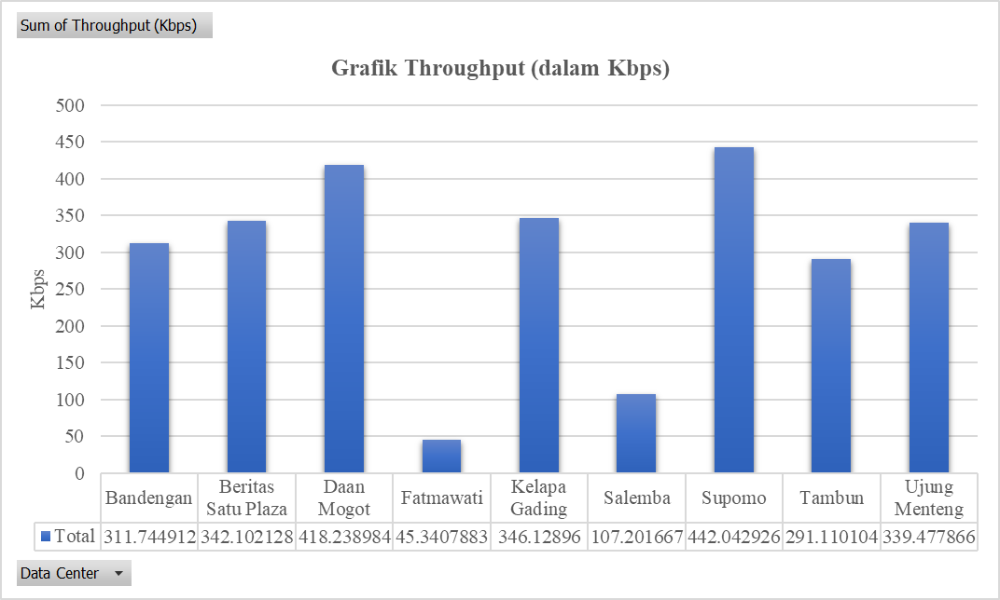 Sum of Throughput (Kbps)
Grafik Throughput (dalam Kbps)
500
450
400
350
300
250
200
150
100
50
0
Kbps
Bandengan Beritas Satu Plaza Daan Mogot Fatmawati Kelapa Gading Salemba Supomo Tambun Ujung Menteng
Total 311.744912 342.102128 418.238984 45.3407883 346.12896 107.201667 442.042926 291.110104 339.477866
Data Center